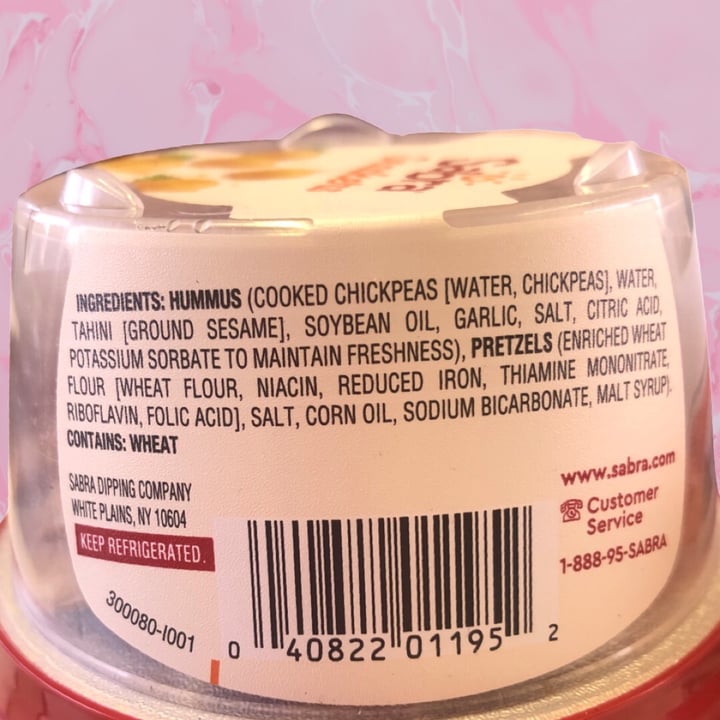 Sabra
INGREDIENTS: HUMMUS (COOKED CHICKPEAS [WATER, CHICKPEAS], WATER,
TAHINI [GROUND SESAME], SOYBEAN OIL, GARLIC, SALT, CITRIC ACID,
POTASSIUM SORBATE TO MAINTAIN FRESHNESS), PRETZELS (ENRICHED WHEAT
FLOUR [WHEAT FLOUR, NIACIN, REDUCED IRON, THIAMINE MONONITRATE,
RIBOFLAVIN, FOLIC ACID], SALT, CORN OIL, SODIUM BICARBONATE, MALT SYRUP).
CONTAINS: WHEAT
SABRA DIPPING COMPANY
WHITE PLAINS, NY 10604
KEEP REFRIGERATED.
300080-I001
www.sabra.com
Customer
Service
1-888-95-SABRA
0 40822 01195 2